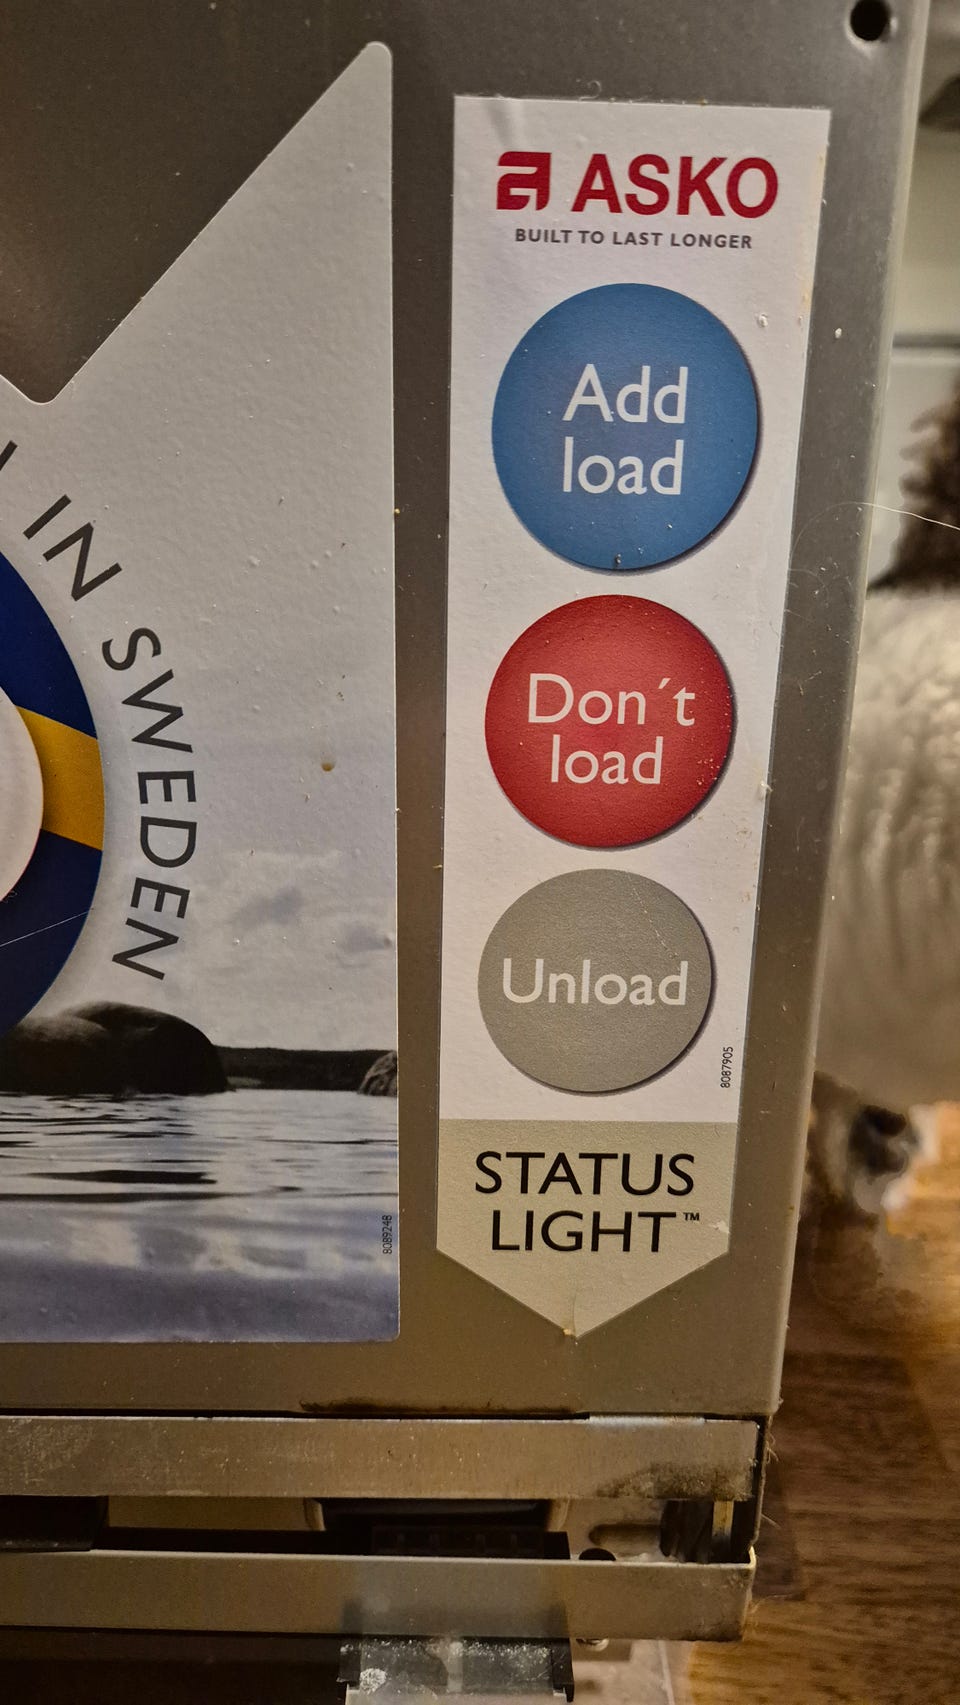 IN SWEDEN
8089248
ASKO
BUILT TO LAST LONGER
Add
load
Don´t
load
Unload
8087905
STATUS
LIGHT™